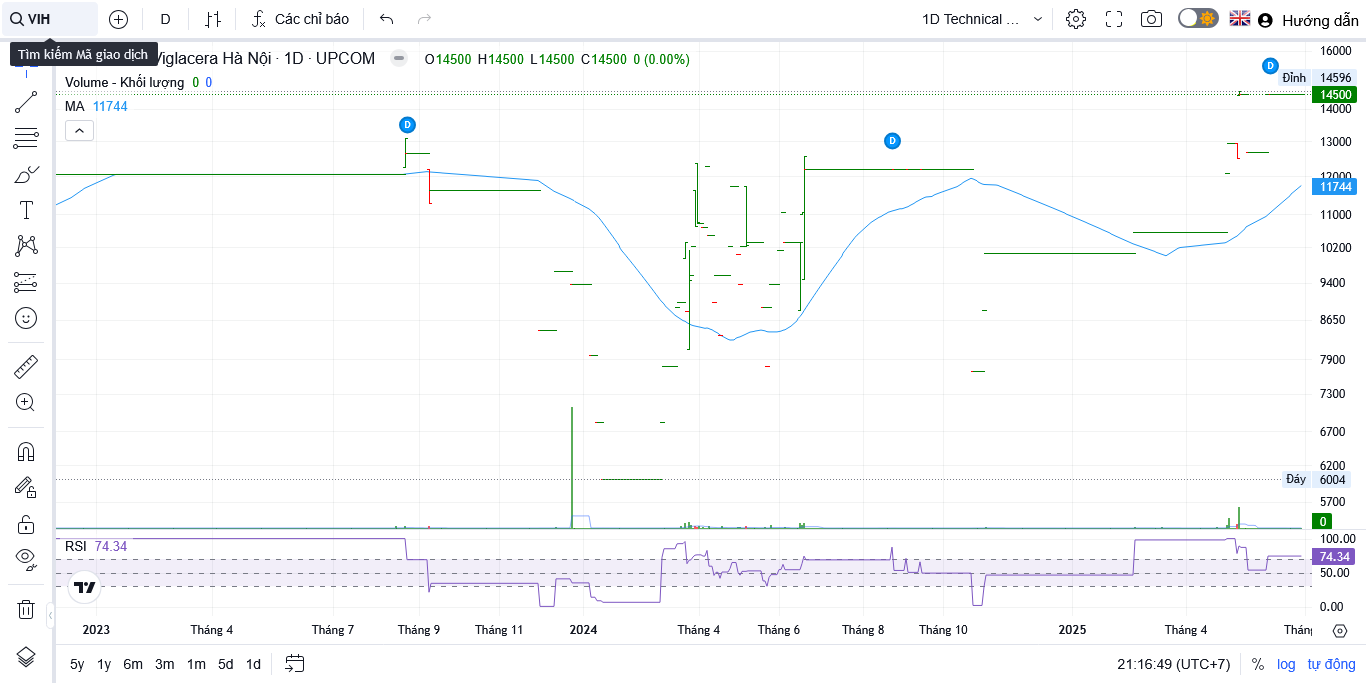 VIH D Các chỉ báo 1D Technical ... Hướng dẫn
Tìm kiếm Mã giao dịch
Viglacera Hà Nội · 1D · UPCOM O14500 H14500 L14500 C14500 0 (0.00%)
Volume - Khối lượng 0 0
MA 11744
D
D
D
16000
Đỉnh 14596
14500
14000
13000
12000
11744
11000
10200
9400
8650
7900
7300
6700
6200
Đáy 6004
5700
0
RSI 74.34
100.00
74.34
50.00
0.00
2023 Tháng 4 Tháng 7 Tháng 9 Tháng 11 2024 Tháng 4 Tháng 6 Tháng 8 Tháng 10 2025 Tháng 4 Thán
5y 1y 6m 3m 1m 5d 1d 21:16:49 (UTC+7) % log tự động